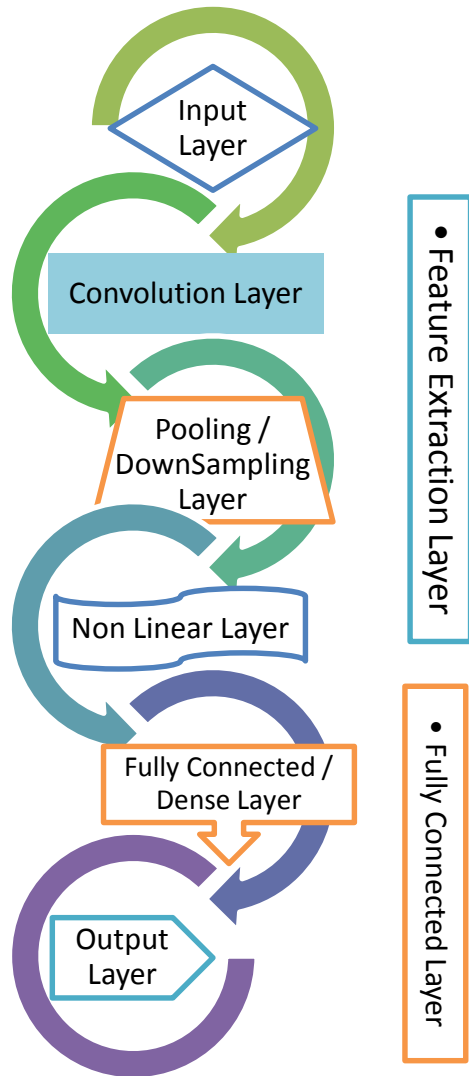 Input
Layer
Convolution Layer
Pooling /
DownSampling
Layer
Non Linear Layer
Fully Connected /
Dense Layer
Output
Layer
• Feature Extraction Layer
• Fully Connected Layer